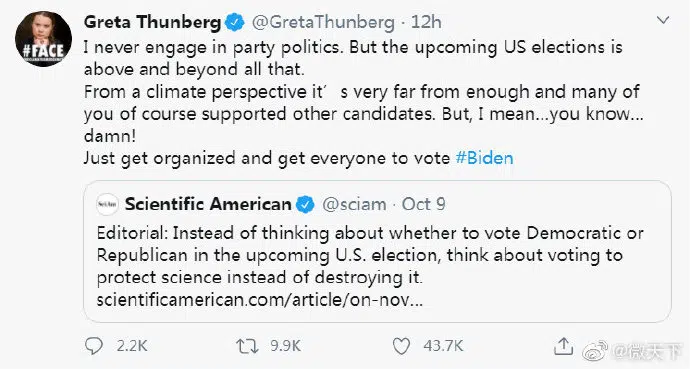 Greta Thunberg @GretaThunberg · 12h
#FACE
I never engage in party politics. But the upcoming US elections is
above and beyond all that.
From a climate perspective it's very far from enough and many of
you of course supported other candidates. But, I mean...you know...
damn!
Just get organized and get everyone to vote #Biden
Scientific American @sciam · Oct 9
Editorial: Instead of thinking about whether to vote Democratic or
Republican in the upcoming U.S. election, think about voting to
protect science instead of destroying it.
scientificamerican.com/article/on-nov...
2.2K 9.9K 43.7K
@微天下